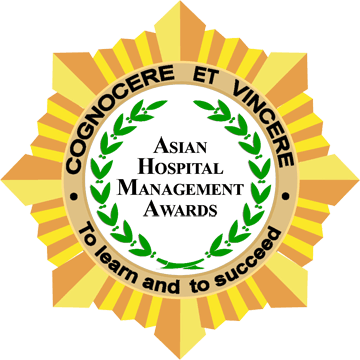 COGNOCERE ET VINCERE
ASIAN
HOSPITAL
MANAGEMENT
AWARDS
To learn and to succeed